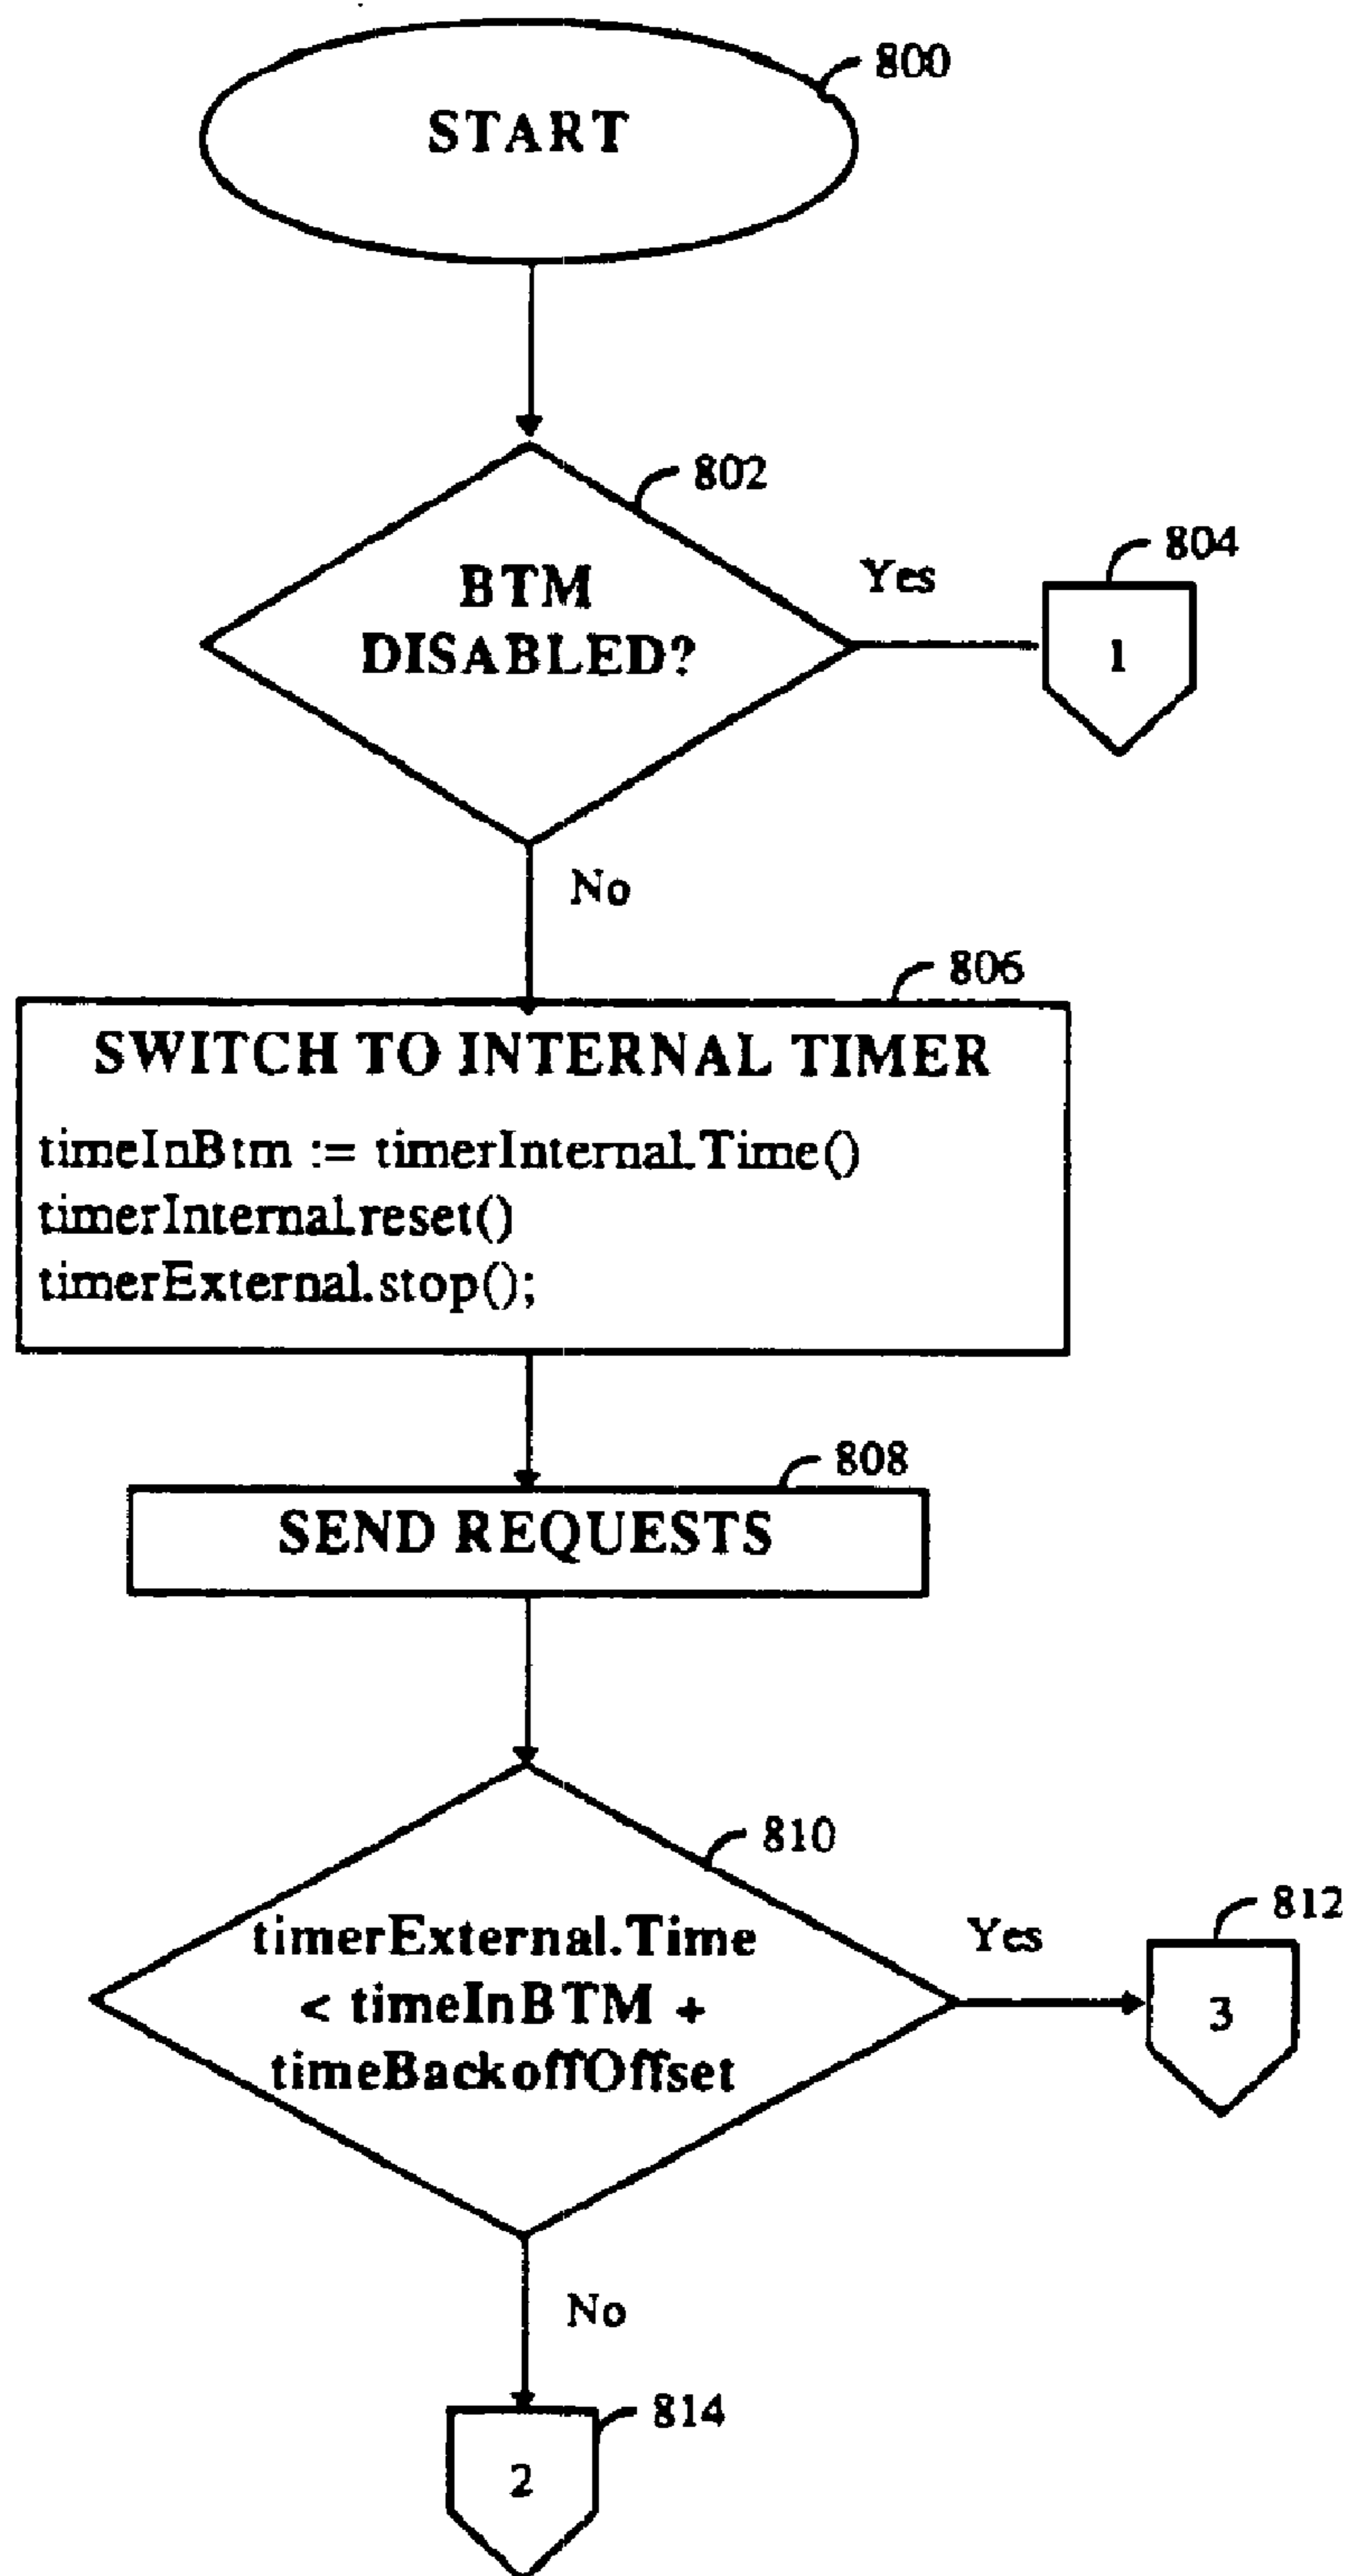 800
START
802
BTM
DISABLED?
Yes
804
1
No
806
SWITCH TO INTERNAL TIMER
timeInBtm := timerInternal.Time()
timerInternal.reset()
timerExternal.stop();
808
SEND REQUESTS
810
timerExternal.Time
< timeInBTM +
timeBackoffOffset
Yes
812
3
No
814
2